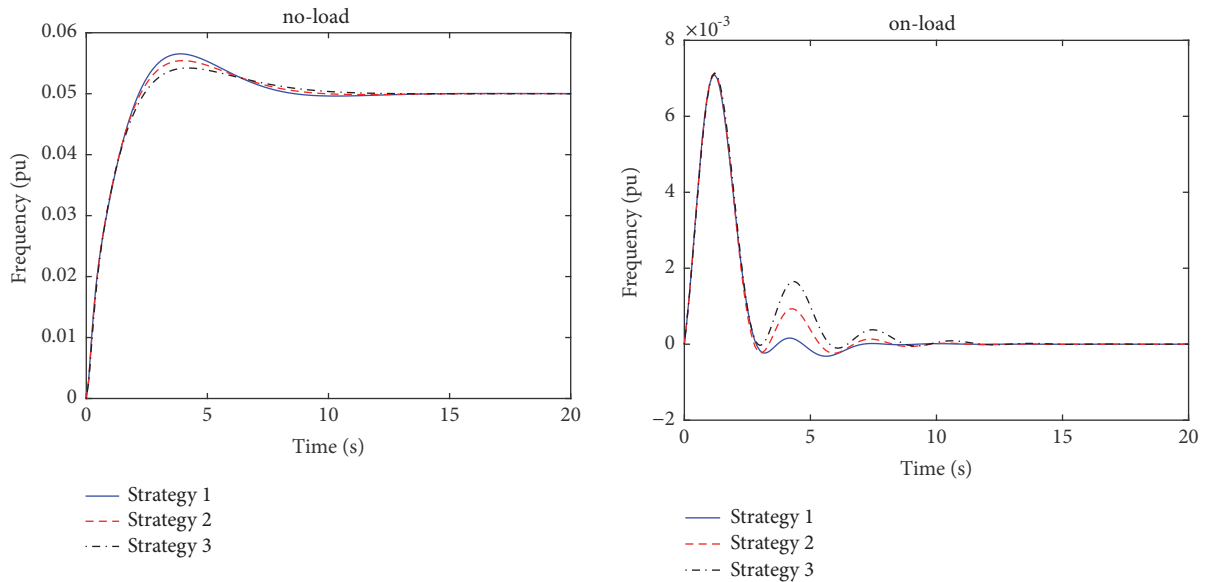 no-load
0.06
0.05
0.04
0.03
0.02
0.01
0
Frequency (pu)
0 5 10 15 20
Time (s)
Strategy 1
Strategy 2
Strategy 3
on-load
×10-3
8
6
4
2
0
−2
Frequency (pu)
0 5 10 15 20
Time (s)
Strategy 1
Strategy 2
Strategy 3